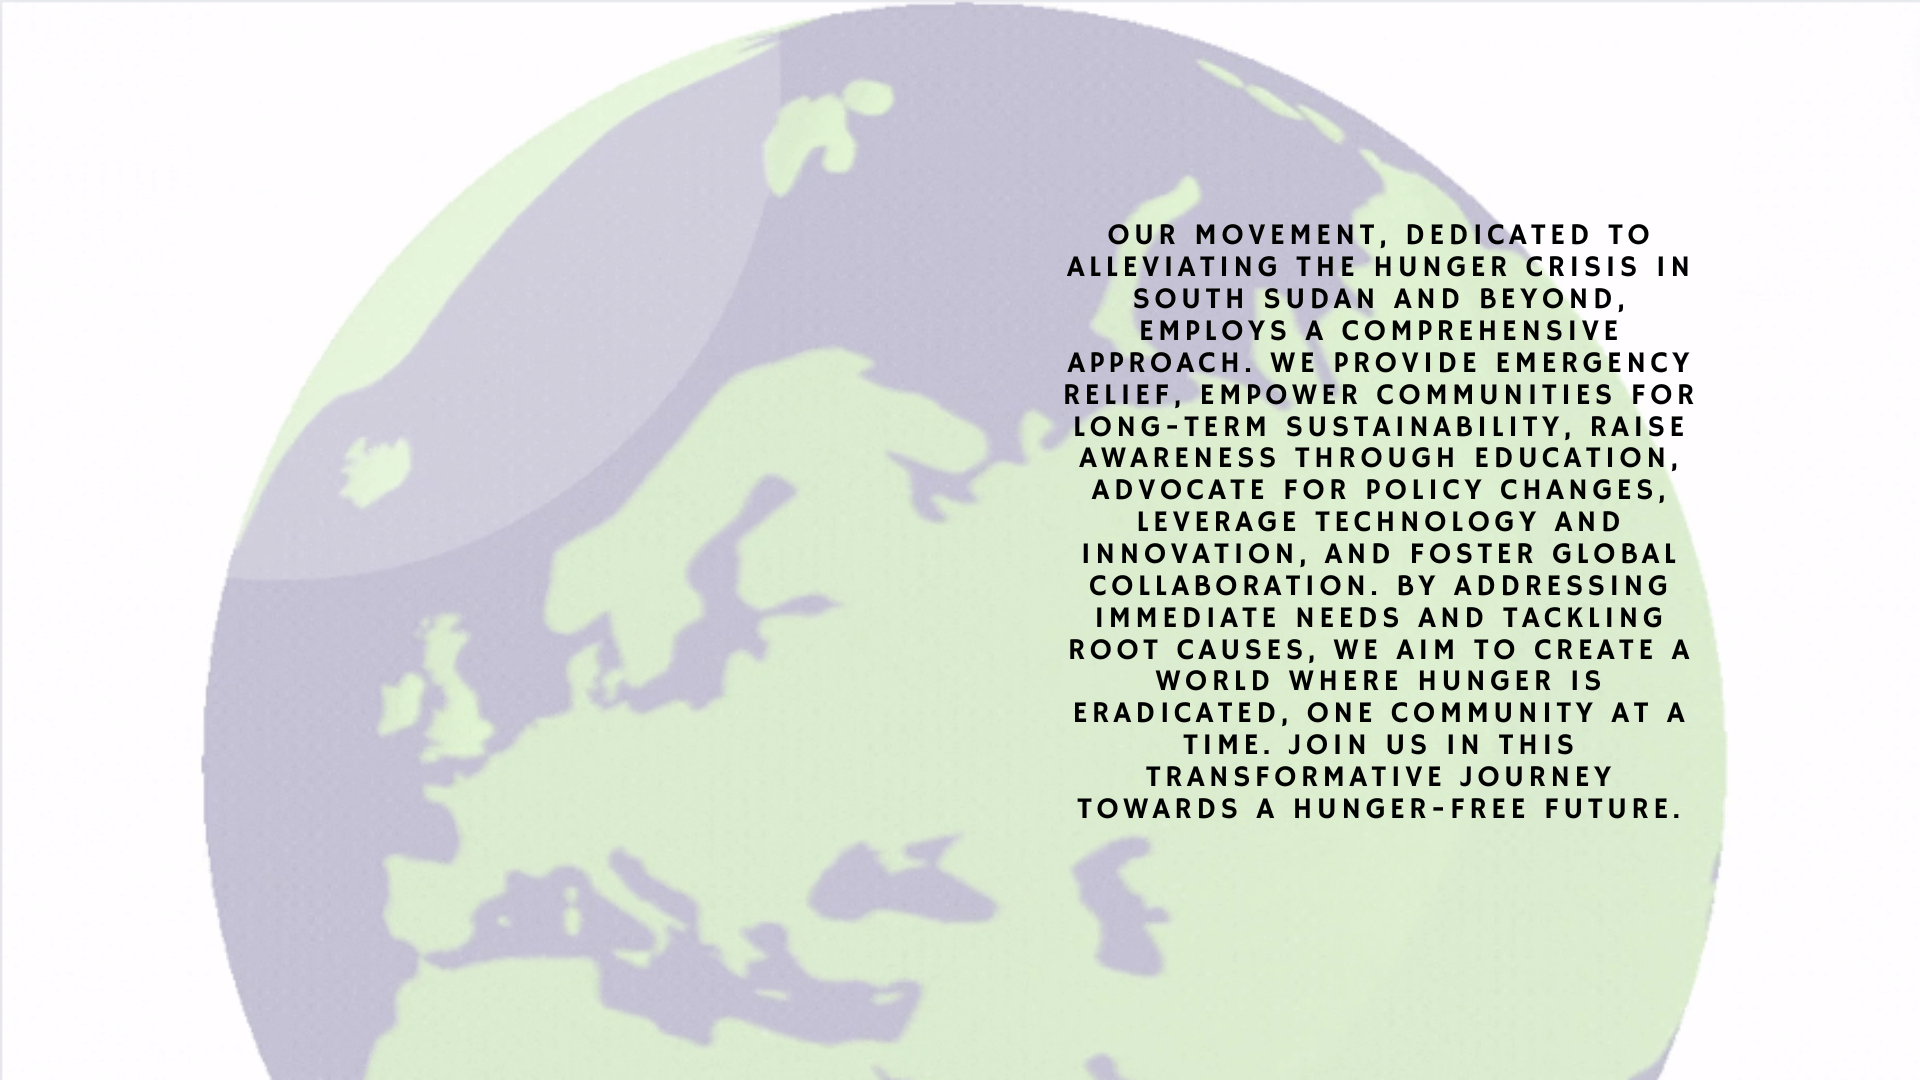 OUR MOVEMENT, DEDICATED TO
ALLEVIATING THE HUNGER CRISIS IN
SOUTH SUDAN AND BEYOND,
EMPLOYS A COMPREHENSIVE
APPROACH. WE PROVIDE EMERGENCY
RELIEF, EMPOWER COMMUNITIES FOR
LONG-TERM SUSTAINABILITY, RAISE
AWARENESS THROUGH EDUCATION,
ADVOCATE FOR POLICY CHANGES,
LEVERAGE TECHNOLOGY AND
INNOVATION, AND FOSTER GLOBAL
COLLABORATION. BY ADDRESSING
IMMEDIATE NEEDS AND TACKLING
ROOT CAUSES, WE AIM TO CREATE A
WORLD WHERE HUNGER IS
ERADICATED, ONE COMMUNITY AT A
TIME. JOIN US IN THIS
TRANSFORMATIVE JOURNEY
TOWARDS A HUNGER-FREE FUTURE.